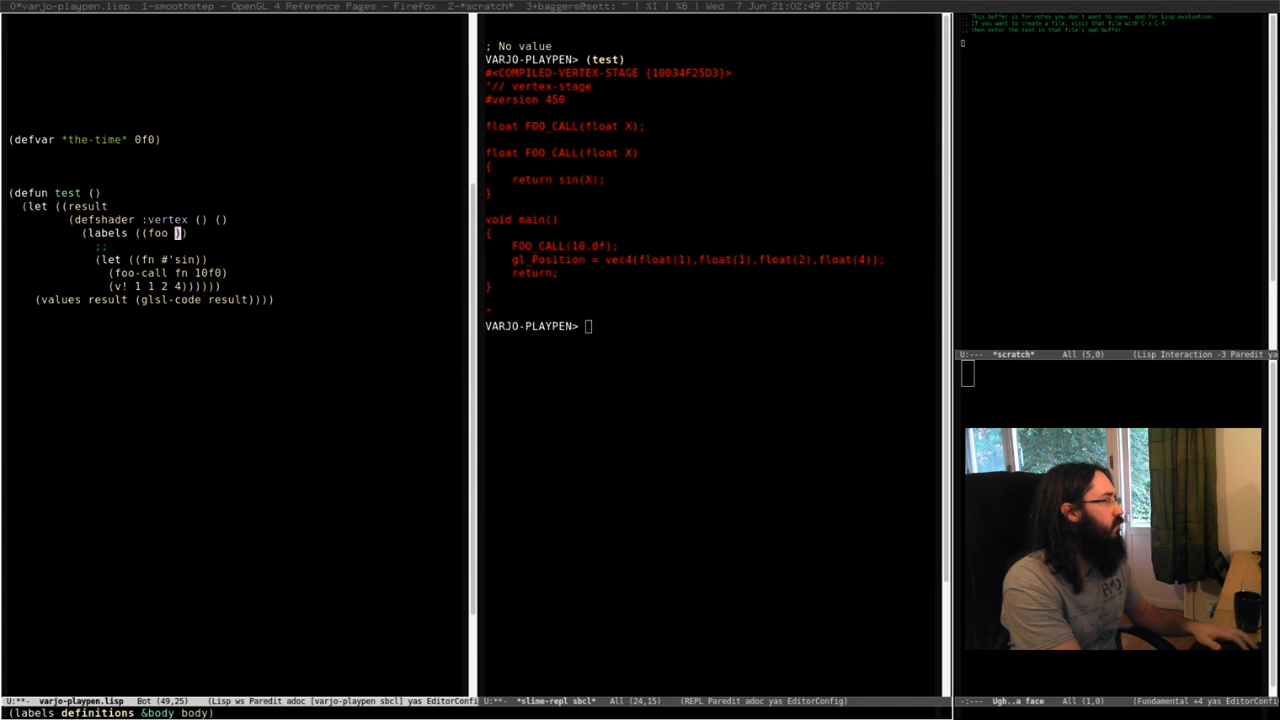 0*varjo-playpen.lisp  1-smoothstep - OpenGL 4 Reference Pages - Firefox  2-*scratch*  3+baggers@sett: ~ | %I | %B | Wed  7 Jun 21:02:49 CEST 2017
(defvar *the-time* 0f0)
(defun test ()
(let ((result
(defshader :vertex () ()
(labels ((foo ))
;;
(let ((fn #'sin))
(foo-call fn 10f0)
(v! 1 1 2 4))))))
(values result (glsl-code result))))
U:**-  varjo-playpen.lisp   Bot (49,25)    (Lisp ws Paredit adoc [varjo-playpen sbcl] yas EditorConfi
(labels definitions &body body)
; No value
VARJO-PLAYPEN> (test)
#<COMPILED-VERTEX-STAGE {10034F25D3}>
"// vertex-stage
#version 450
float FOO_CALL(float X);
float FOO_CALL(float X)
{
return sin(X);
}
void main()
{
FOO_CALL(10.0f);
gl_Position = vec4(float(1),float(1),float(2),float(4));
return;
}
"
VARJO-PLAYPEN>
U:**-  *slime-repl sbcl*   All (24,15)    (REPL Paredit adoc yas EditorConfig)
;; This buffer is for notes you don't want to save, and for Lisp evaluation.
;; If you want to create a file, visit that file with C-x C-f,
;; then enter the text in that file's own buffer.
U:---  *scratch*      All (5,0)      (Lisp Interaction -3 Paredit ya
-:---  Ugh..a face    All (1,0)      (Fundamental +4 yas EditorConfi